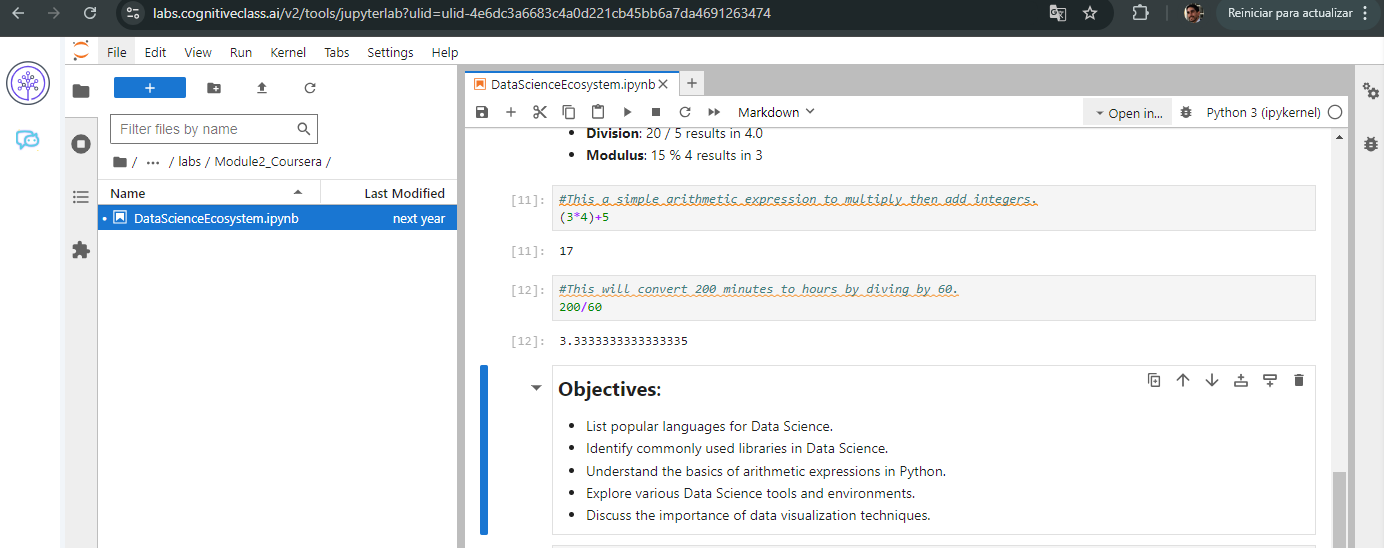 labs.cognitiveclass.ai/v2/tools/jupyterlab?ulid=ulid-4e6dc3a6683c4a0d221cb45bb6a7da4691263474
Reiniciar para actualizar
File Edit View Run Kernel Tabs Settings Help
DataScienceEcosystem.ipynb
Filter files by name
Markdown
Open in...
Python 3 (ipykernel)
/ ... / labs / Module2_Coursera /
Name Last Modified
DataScienceEcosystem.ipynb next year
• Division: 20 / 5 results in 4.0
• Modulus: 15 % 4 results in 3
[11]: #This a simple arithmetic expression to multiply then add integers.
(3*4)+5
[11]: 17
[12]: #This will convert 200 minutes to hours by diving by 60.
200/60
[12]: 3.3333333333333335
Objectives:
• List popular languages for Data Science.
• Identify commonly used libraries in Data Science.
• Understand the basics of arithmetic expressions in Python.
• Explore various Data Science tools and environments.
• Discuss the importance of data visualization techniques.